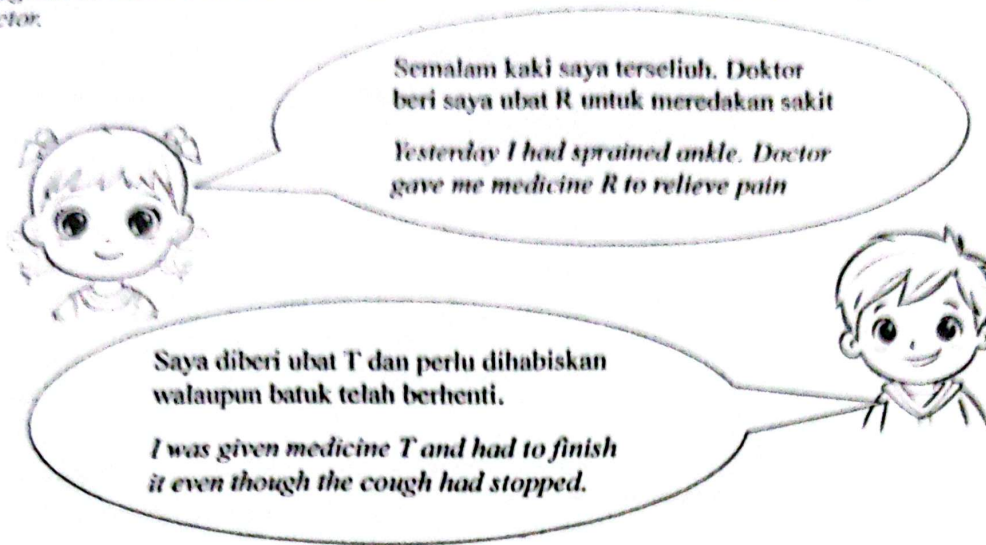 ctor.
Semalam kaki saya terseliuh. Doktor
beri saya ubat R untuk meredakan sakit
Yesterday I had sprained ankle. Doctor
gave me medicine R to relieve pain
Saya diberi ubat T dan perlu dihabiskan
walaupun batuk telah berhenti.
I was given medicine T and had to finish
it even though the cough had stopped.